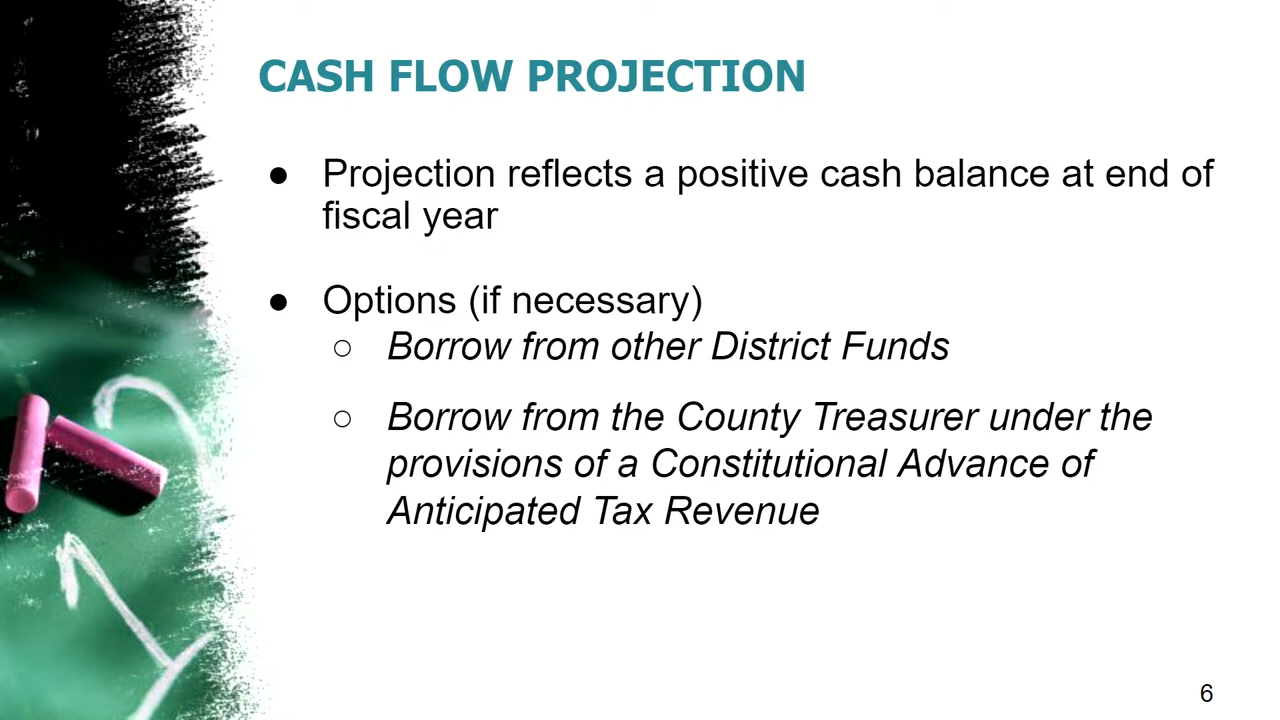 CASH FLOW PROJECTION
● Projection reflects a positive cash balance at end of
fiscal year
● Options (if necessary)
○ Borrow from other District Funds
○ Borrow from the County Treasurer under the
provisions of a Constitutional Advance of
Anticipated Tax Revenue
6